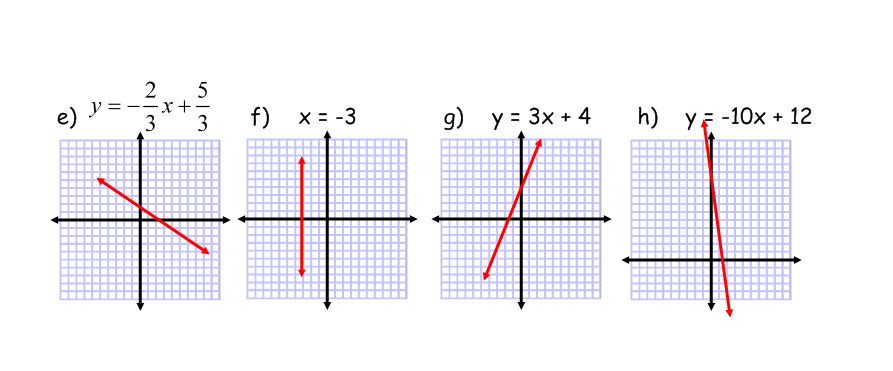 e) y = -2/3x + 5/3
f) x = -3
g) y = 3x + 4
h) y = -10x + 12